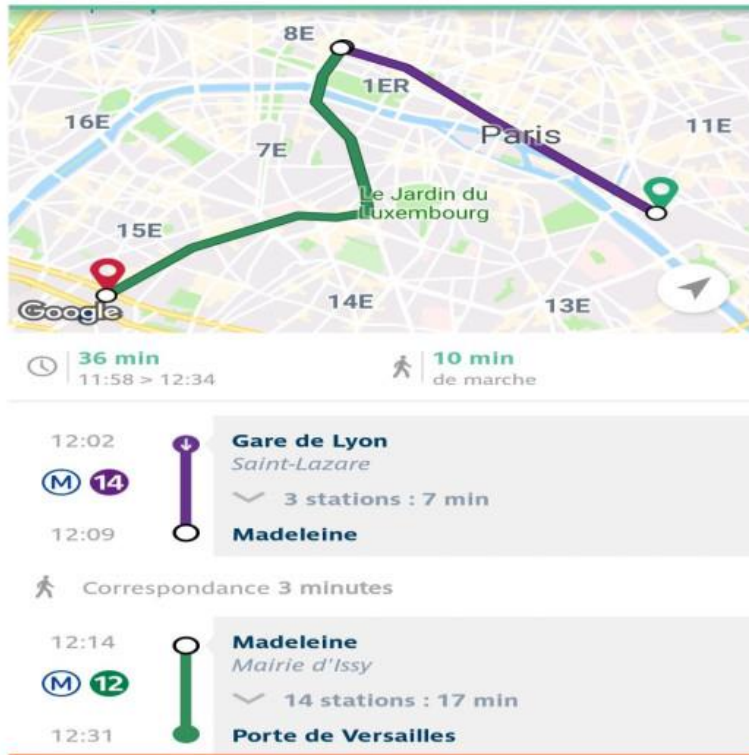 8E
1ER
16E
Paris
11E
7E
Le Jardin du
Luxembourg
15E
14E
13E
Google
36 min
11:58 > 12:34
10 min
de marche
12:02
Gare de Lyon
Saint-Lazare
M 14
3 stations : 7 min
12:09
Madeleine
Correspondance 3 minutes
12:14
Madeleine
Mairie d'Issy
M 12
14 stations : 17 min
12:31
Porte de Versailles